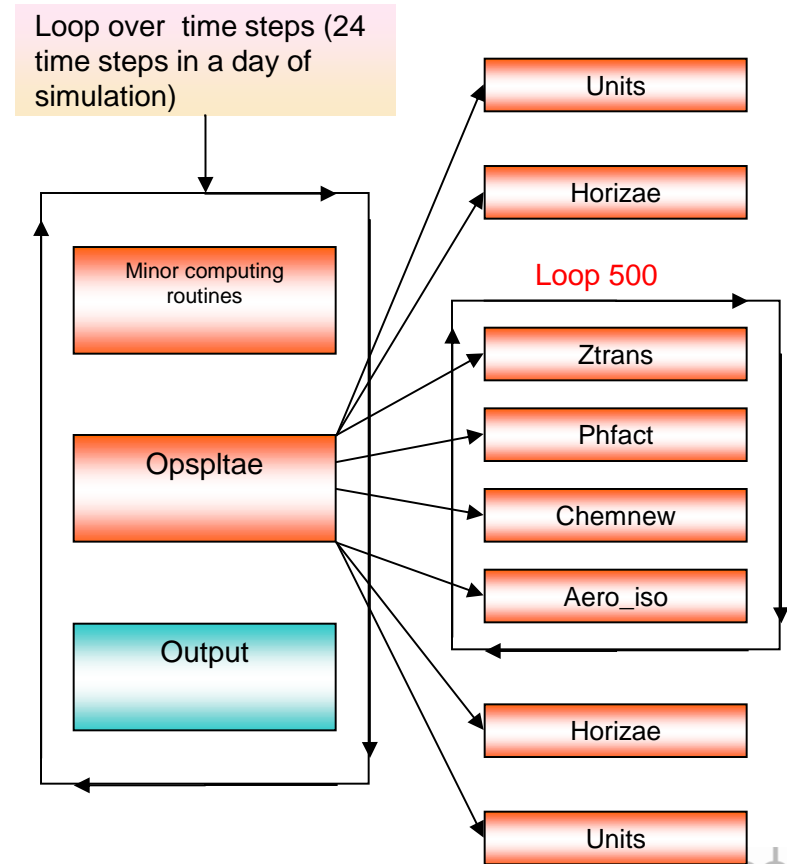 Loop over time steps (24
time steps in a day of
simulation)
Minor computing
routines
Opspltae
Output
Units
Horizae
Loop 500
Ztrans
Phfact
Chemnew
Aero_iso
Horizae
Units